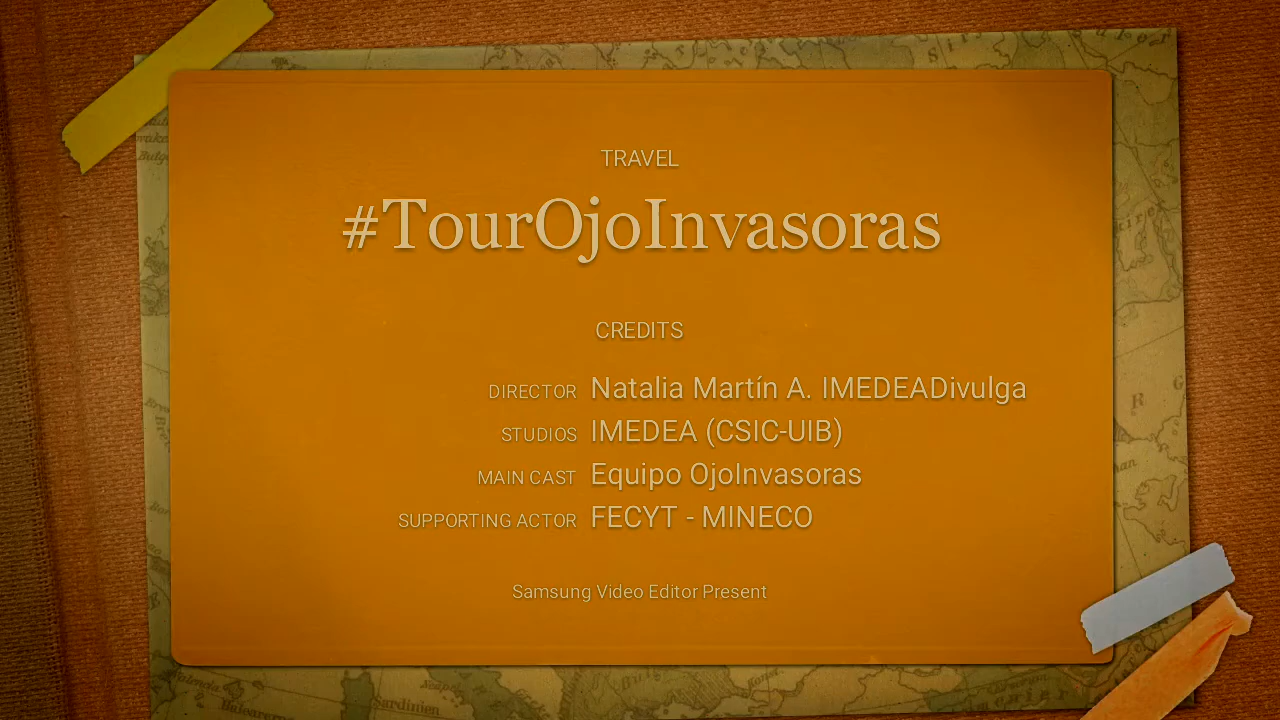 TRAVEL
#TourOjoInvasoras
CREDITS
DIRECTOR Natalia Martín A. IMEDEADivulga
STUDIOS IMEDEA (CSIC-UIB)
MAIN CAST Equipo OjoInvasoras
SUPPORTING ACTOR FECYT - MINECO
Samsung Video Editor Present
Sardinien